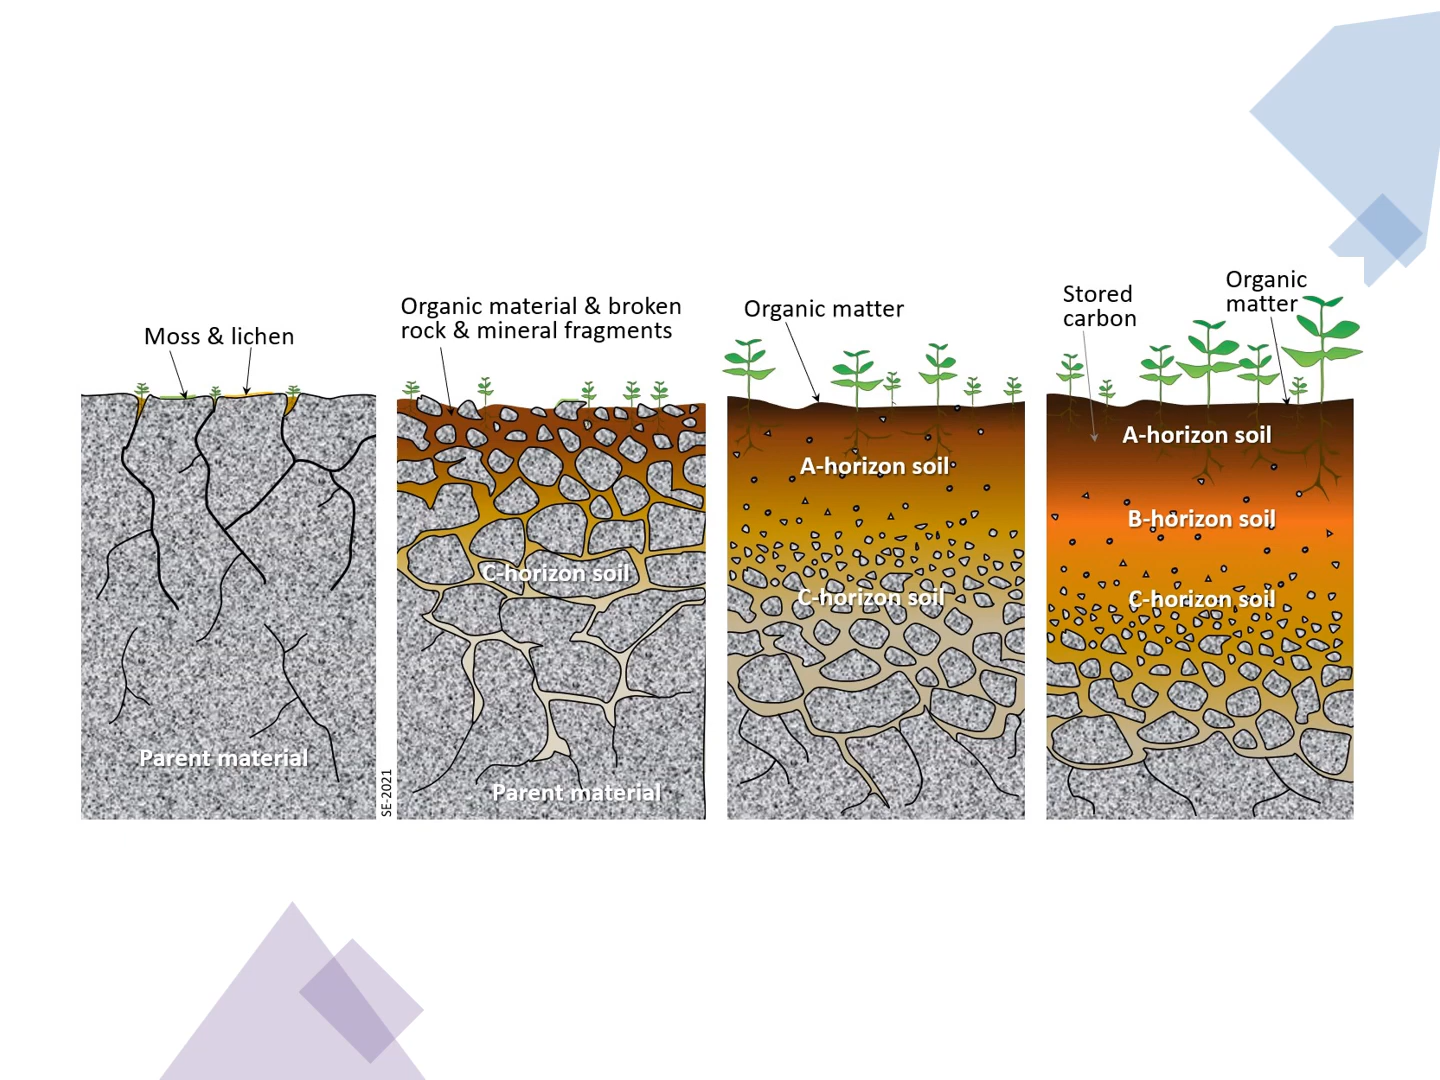 Moss & lichen
Parent material
SE-2021
Organic material & broken
rock & mineral fragments
C-horizon soil
Parent material
Organic matter
A-horizon soil
C-horizon soil
Stored
carbon
Organic
matter
A-horizon soil
B-horizon soil
C-horizon soil